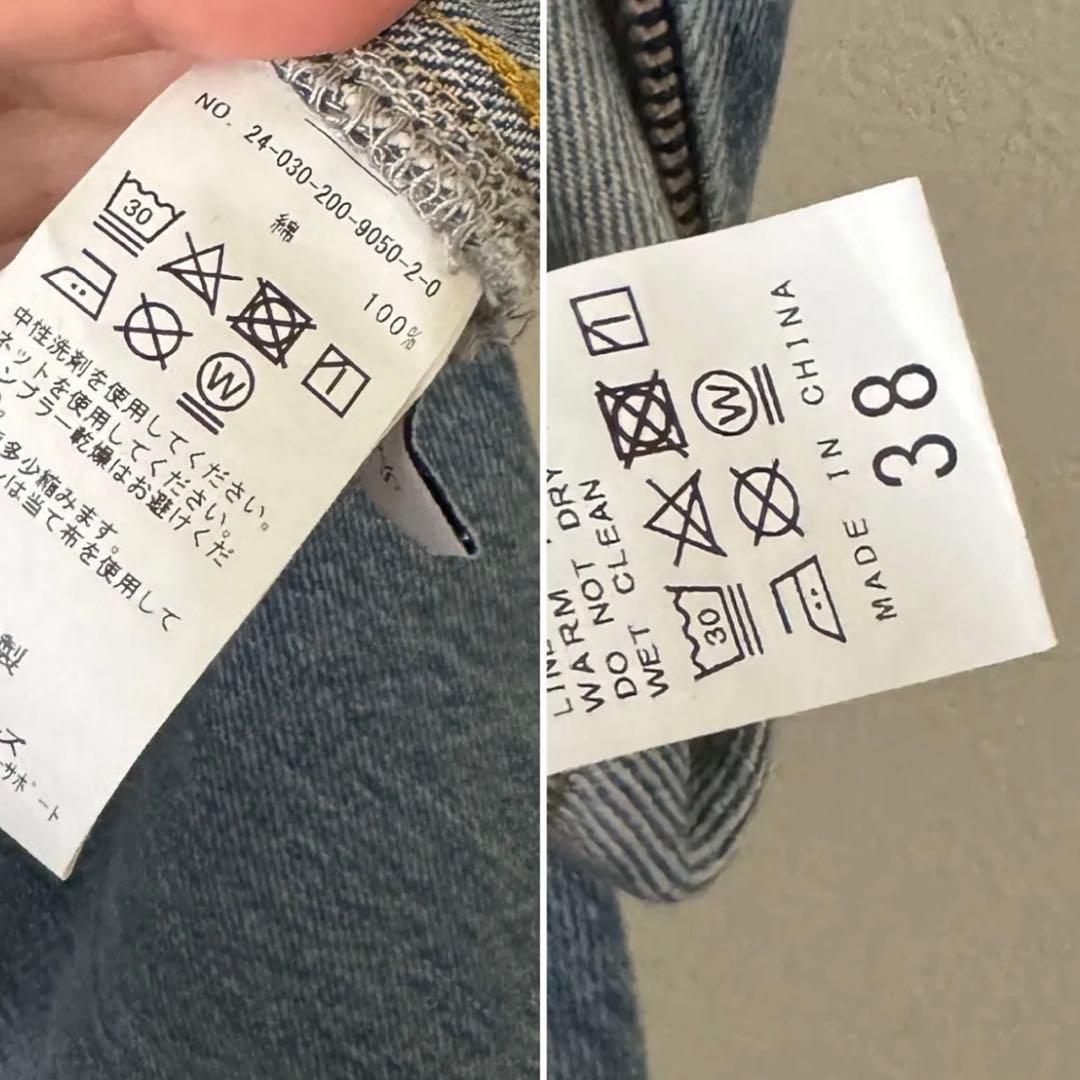 NO. 24-030-200-9050-2-0
綿 100%
30
W
中性洗剤を使用してください。
ネットを使用してください。
ンブラー乾燥はお避けくだ
多少縮みます。
は当て布を使用して
製
ス
サポート
WARM DRY
DO NOT
WET CLEAN
30
W
MADE IN CHINA
38